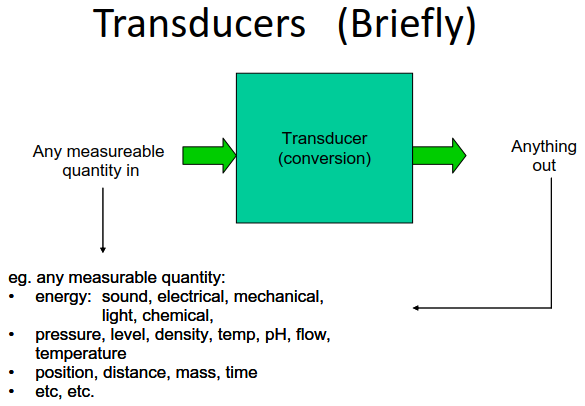 Transducers (Briefly)
Transducer
(conversion)
Any measureable
quantity in
Anything
out
eg. any measurable quantity:
• energy: sound, electrical, mechanical,
light, chemical,
• pressure, level, density, temp, pH, flow,
temperature
• position, distance, mass, time
• etc, etc.